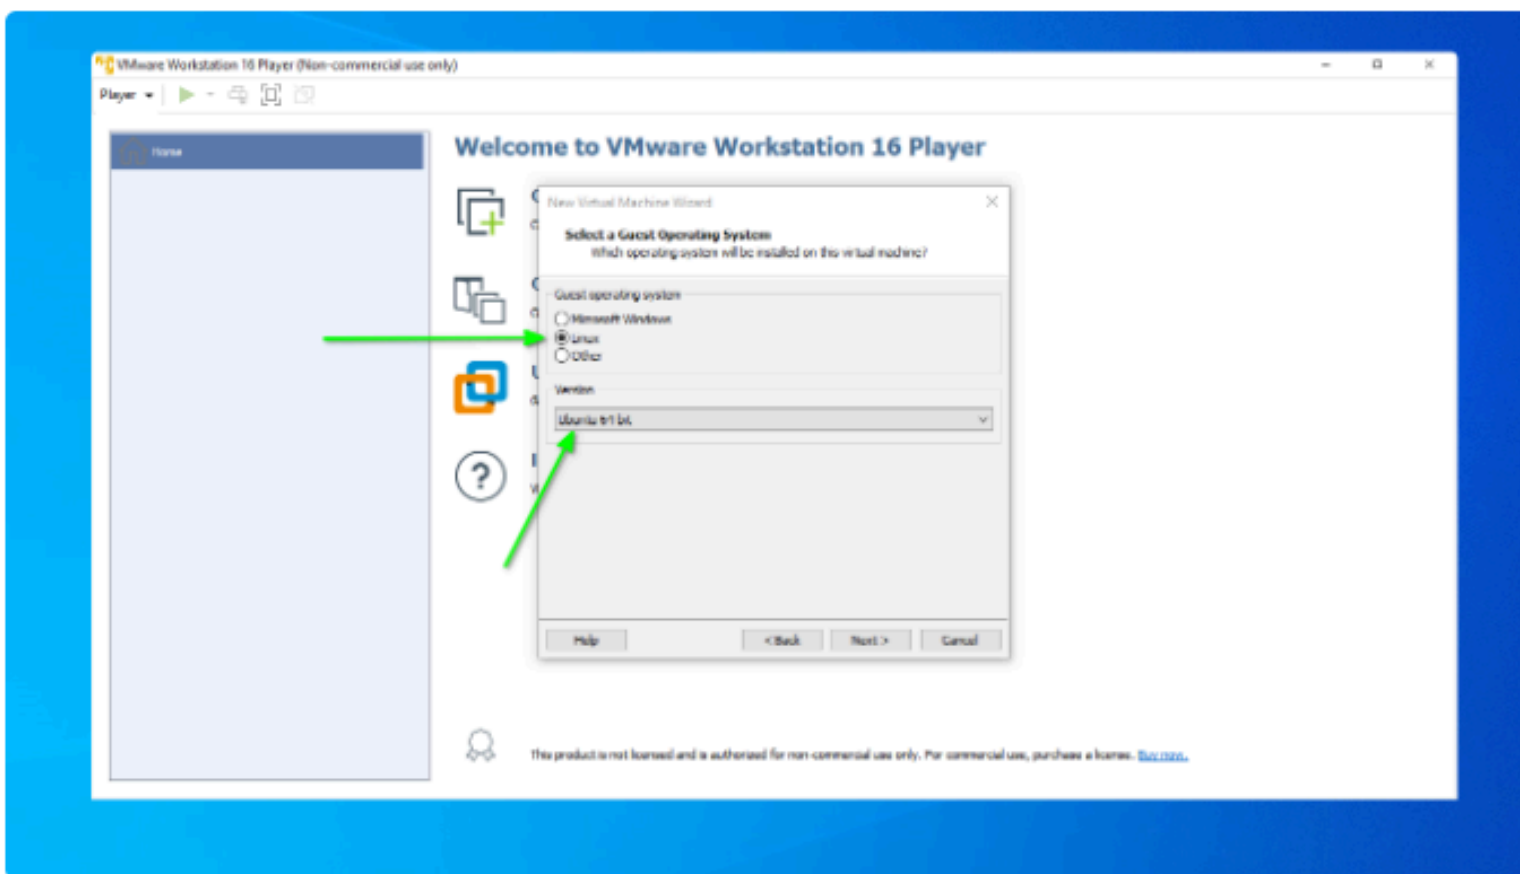 VMware Workstation 16 Player (Non-commercial use only)
Player
Home
Welcome to VMware Workstation 16 Player
New Virtual Machine Wizard
Select a Guest Operating System
Which operating system will be installed on this virtual machine?
Guest operating system
Microsoft Windows
Linux
Other
Version
Ubuntu 64 bit
Help
< Back
Next >
Cancel
This product is not licensed and is authorized for non-commercial use only. For commercial use, purchase a license. Buy now.